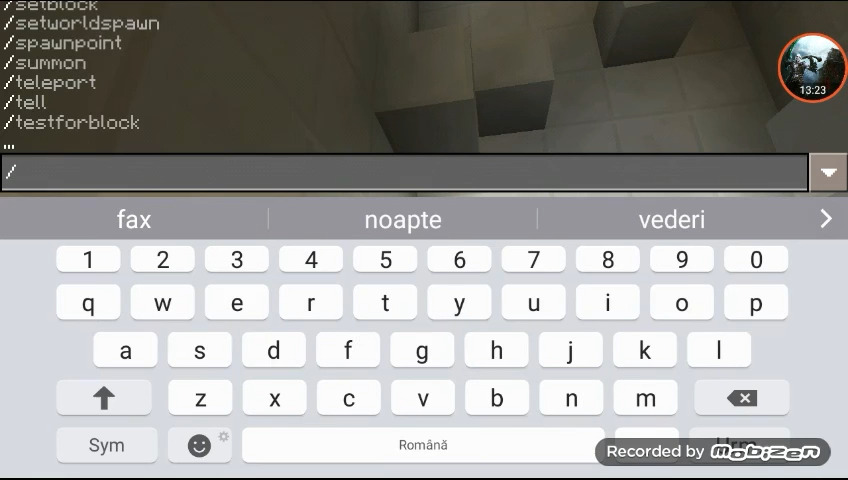 /setblock
/setworldspawn
/spawnpoint
/summon
/teleport
/tell
/testforblock
...
/
13:23
fax noapte vederi
1 2 3 4 5 6 7 8 9 0
q w e r t y u i o p
a s d f g h j k l
z x c v b n m
Sym Română
Recorded by mobizen